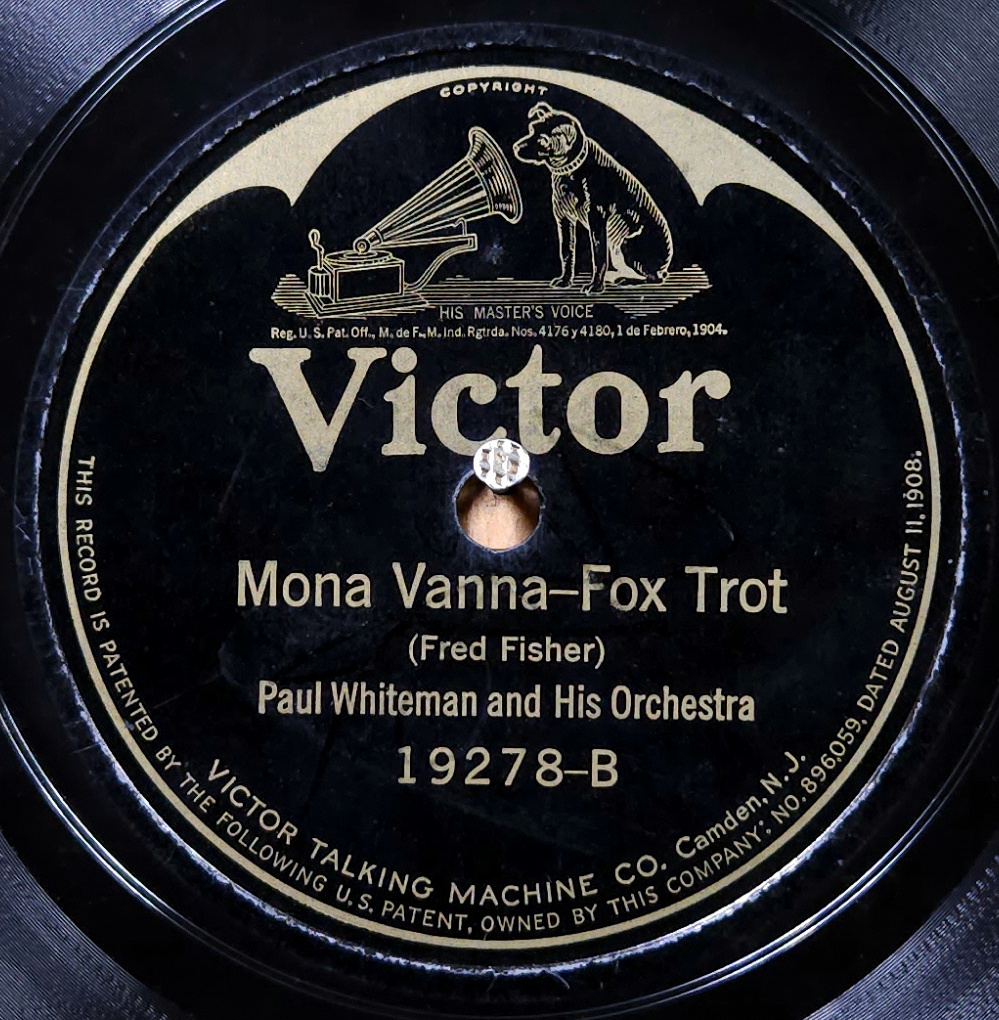 COPYRIGHT
HIS MASTER'S VOICE
Reg. U. S. Pat. Off., M. de F., M. Ind. Rgtrda. Nos. 4176 y 4180, 1 de Febrero, 1904.
Victor
Mona Vanna–Fox Trot
(Fred Fisher)
Paul Whiteman and His Orchestra
19278–B
VICTOR TALKING MACHINE CO. Camden, N. J.
THIS RECORD IS PATENTED BY THE FOLLOWING U. S. PATENT, OWNED BY THIS COMPANY: NO. 896,059, DATED AUGUST 11, 1908.